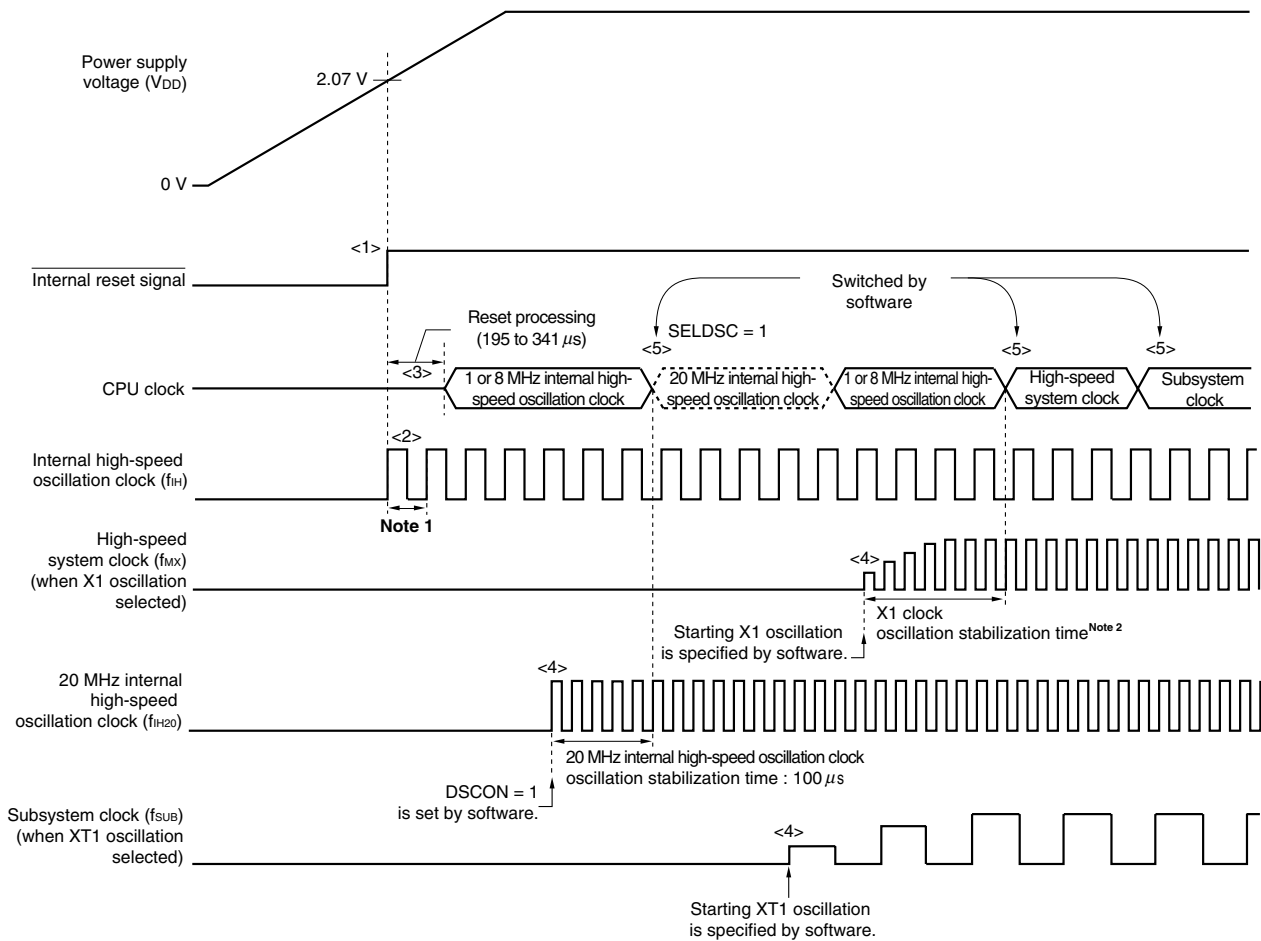 Power supply
voltage (VDD)
2.07 V
0 V
<1>
Internal reset signal
Switched by
software
Reset processing
(195 to 341 μs)
SELDSC = 1
<5>
<5>
<5>
<3>
CPU clock
1 or 8 MHz internal high-
speed oscillation clock
20 MHz internal high-
speed oscillation clock
1 or 8 MHz internal high-
speed oscillation clock
High-speed
system clock
Subsystem
clock
<2>
Internal high-speed
oscillation clock (fIH)
Note 1
High-speed
system clock (fMX)
(when X1 oscillation
selected)
<4>
X1 clock
oscillation stabilization time Note 2
Starting X1 oscillation
is specified by software.
<4>
20 MHz internal
high-speed
oscillation clock (fIH20)
20 MHz internal high-speed oscillation clock
oscillation stabilization time : 100 μs
DSCON = 1
is set by software.
Subsystem clock (fSUB)
(when XT1 oscillation
selected)
<4>
Starting XT1 oscillation
is specified by software.